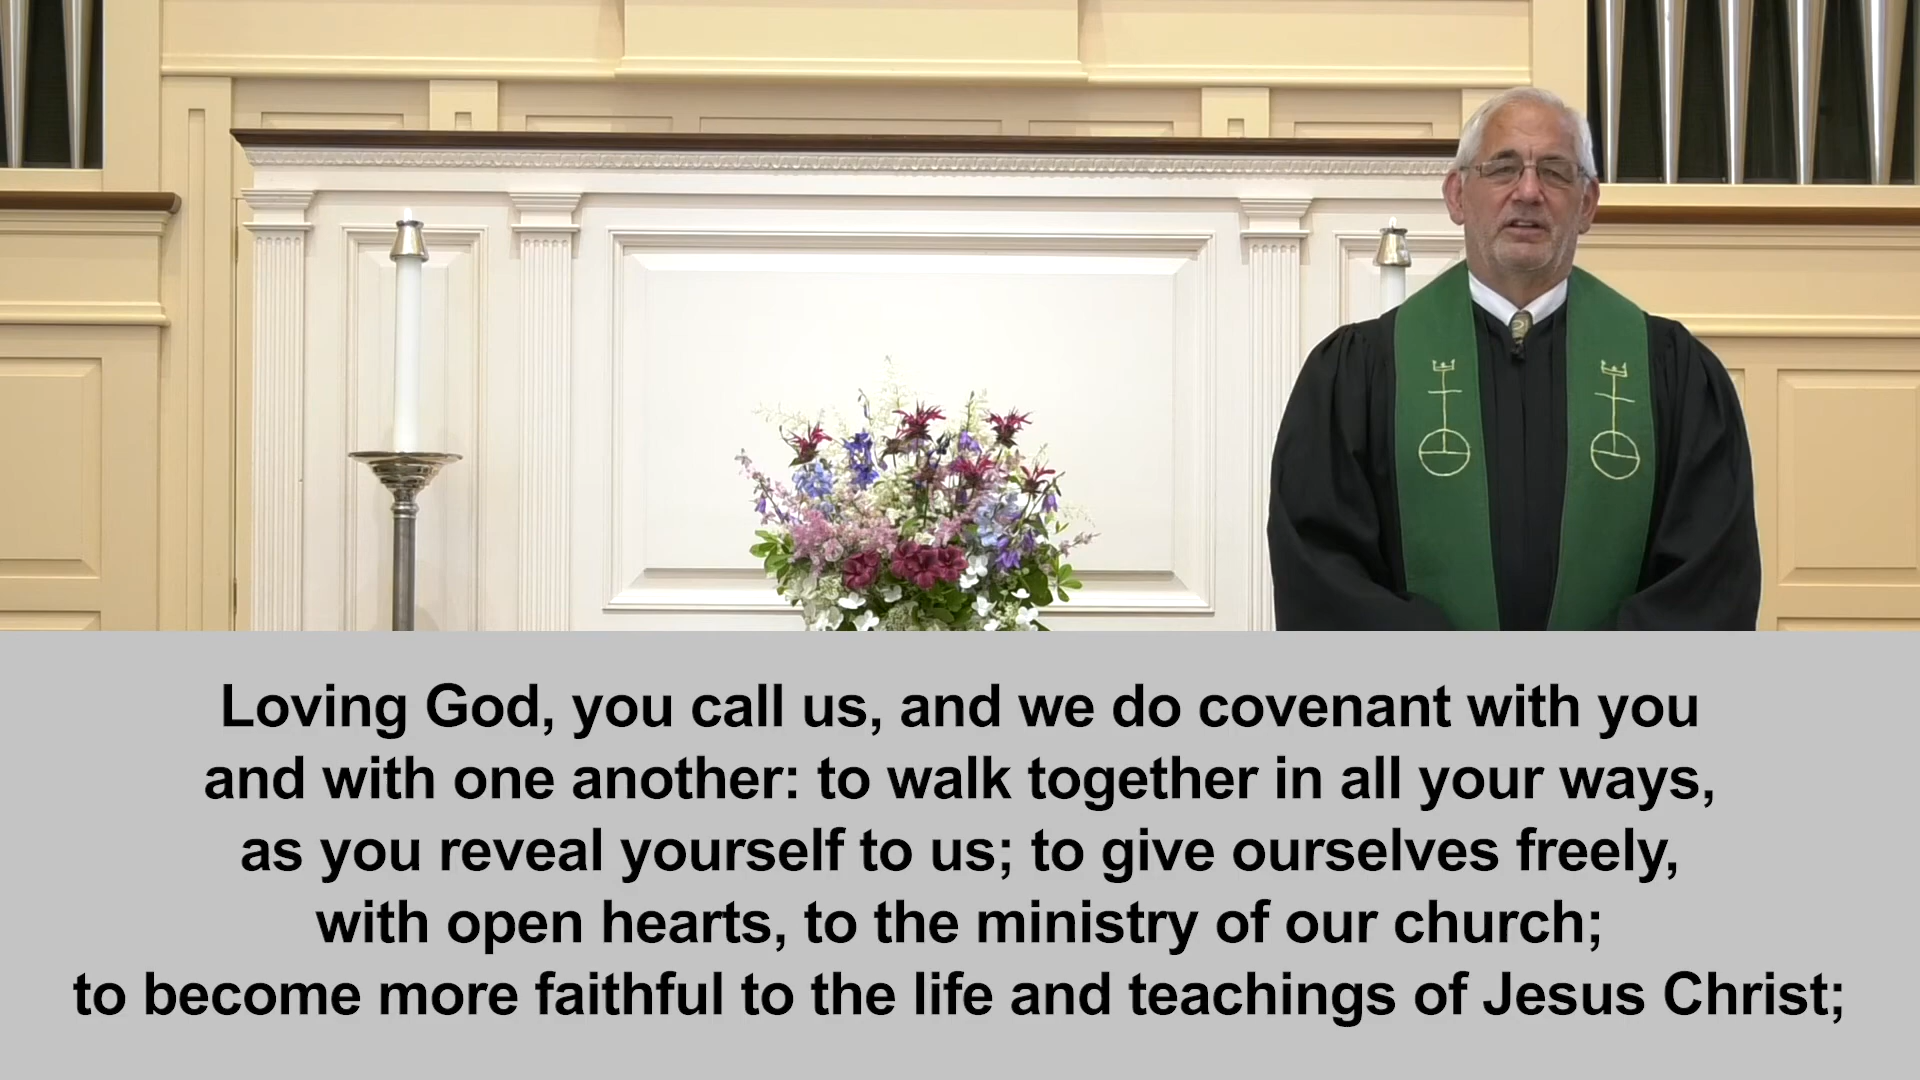 Loving God, you call us, and we do covenant with you
and with one another: to walk together in all your ways,
as you reveal yourself to us; to give ourselves freely,
with open hearts, to the ministry of our church;
to become more faithful to the life and teachings of Jesus Christ;